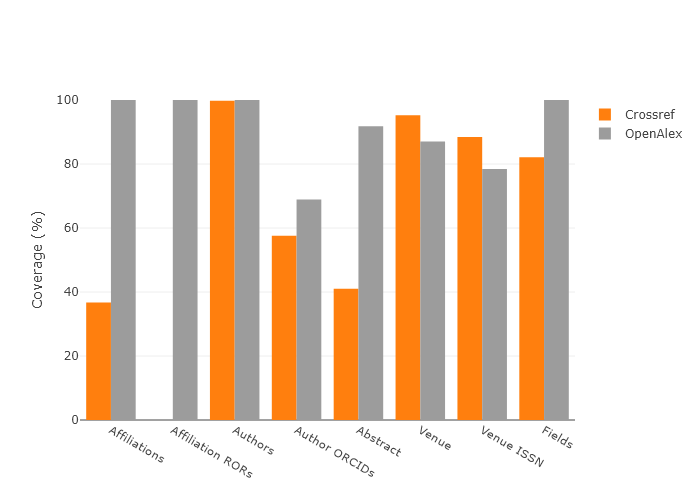 100
80
60
40
20
0
Coverage (%)
Affiliations
Affiliation RORs
Authors
Author ORCIDs
Abstract
Venue
Venue ISSN
Fields
Crossref
OpenAlex